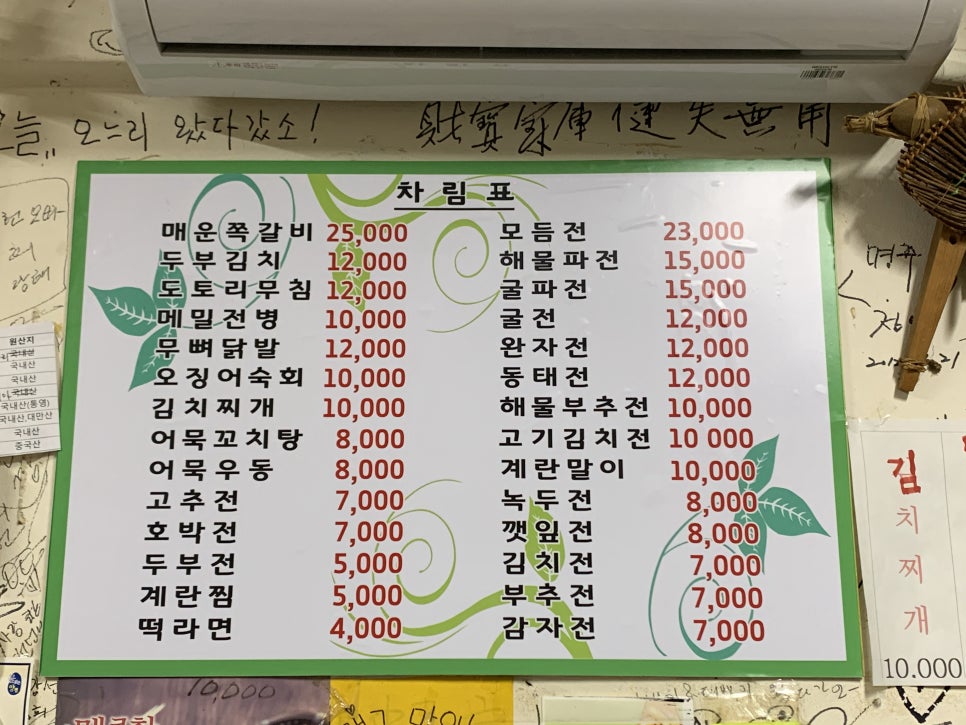 오느리 왔다갔소!
차림표
매운쪽갈비 25,000
두부김치 12,000
도토리무침 12,000
메밀전병 10,000
무뼈닭발 12,000
오징어숙회 10,000
김치찌개 10,000
어묵꼬치탕 8,000
어묵우동 8,000
고추전 7,000
호박전 7,000
두부전 5,000
계란찜 5,000
떡라면 4,000
모듬전 23,000
해물파전 15,000
굴파전 15,000
굴전 12,000
완자전 12,000
동태전 12,000
해물부추전 10,000
고기김치전 10 000
계란말이 10,000
녹두전 8,000
깻잎전 8,000
김치전 7,000
부추전 7,000
감자전 7,000
원산지
국내산
국내산
국내산
국내산
국내산(통영)
국내산,대만산
국내산
중국산
김치찌개
10.000
10,000